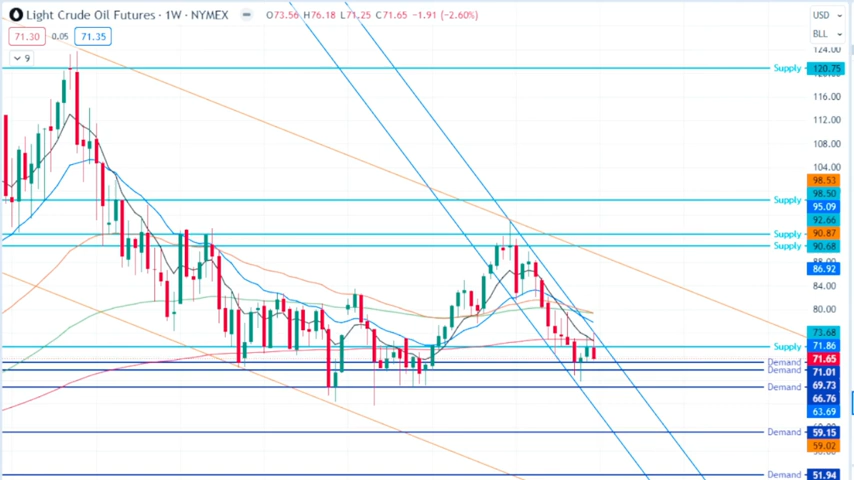 Light Crude Oil Futures · 1W · NYMEX O73.56 H76.18 L71.25 C71.65 -1.91 (-2.60%)
USD
71.30 0.05 71.35
BLL
9
124.00
Supply 120.75
116.00
112.00
108.00
104.00
98.53
98.50
Supply
95.09
92.66
Supply 90.87
Supply 90.68
88.00
86.92
84.00
80.00
73.68
Supply 71.86
71.65
Demand
Demand 71.01
69.73
Demand
66.76
63.69
Demand 59.15
59.02
Demand 51.94